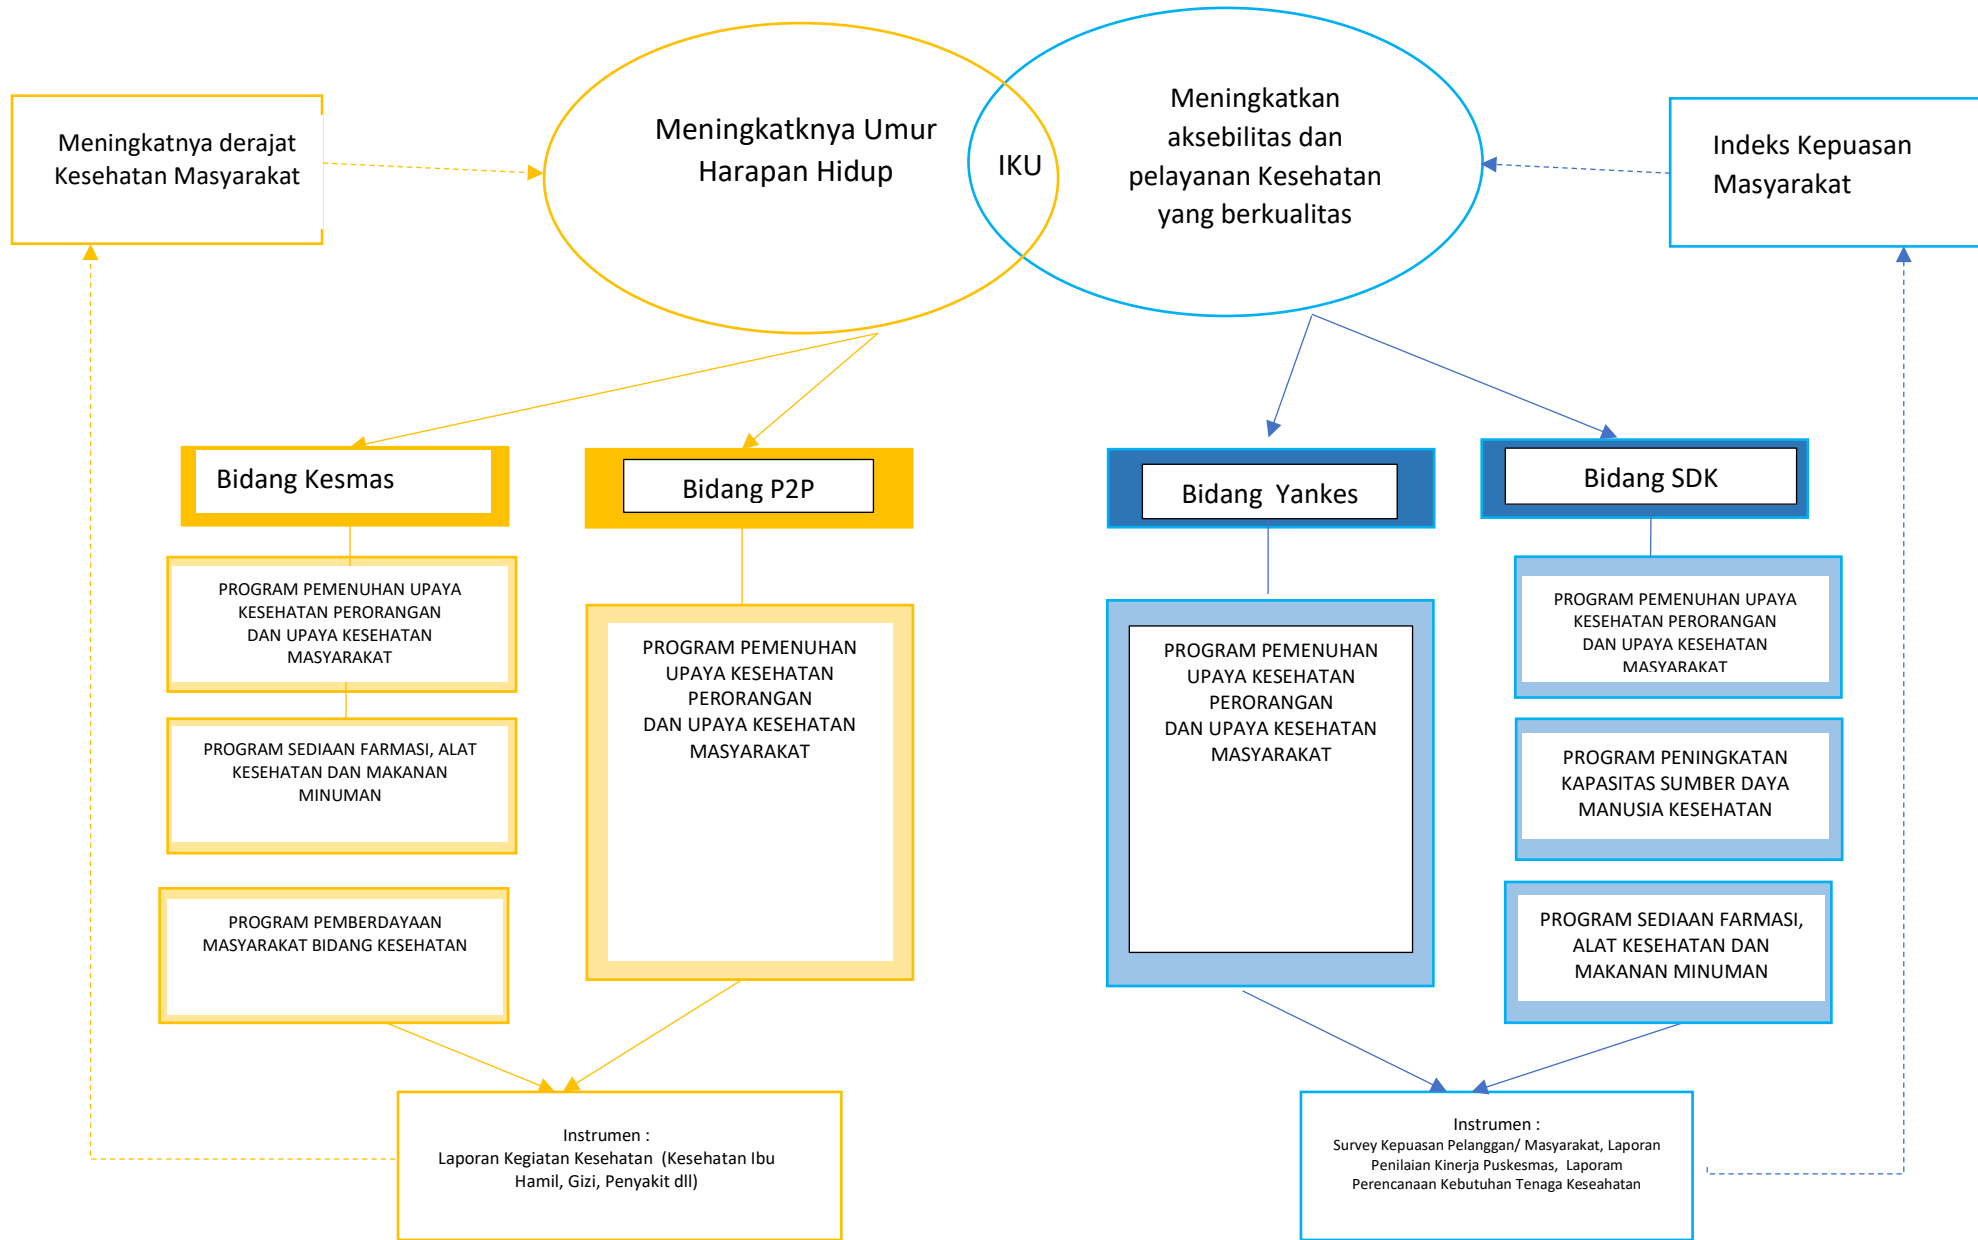 Meningkatnya derajat
Kesehatan Masyarakat
Meningkatknya Umur
Harapan Hidup
IKU
Meningkatkan
aksebilitas dan
pelayanan Kesehatan
yang berkualitas
Indeks Kepuasan
Masyarakat
Bidang Kesmas
Bidang P2P
Bidang  Yankes
Bidang SDK
PROGRAM PEMENUHAN UPAYA
KESEHATAN PERORANGAN
DAN UPAYA KESEHATAN
MASYARAKAT
PROGRAM SEDIAAN FARMASI, ALAT
KESEHATAN DAN MAKANAN
MINUMAN
PROGRAM PEMBERDAYAAN
MASYARAKAT BIDANG KESEHATAN
PROGRAM PEMENUHAN
UPAYA KESEHATAN
PERORANGAN
DAN UPAYA KESEHATAN
MASYARAKAT
PROGRAM PEMENUHAN
UPAYA KESEHATAN
PERORANGAN
DAN UPAYA KESEHATAN
MASYARAKAT
PROGRAM PEMENUHAN UPAYA
KESEHATAN PERORANGAN
DAN UPAYA KESEHATAN
MASYARAKAT
PROGRAM PENINGKATAN
KAPASITAS SUMBER DAYA
MANUSIA KESEHATAN
PROGRAM SEDIAAN FARMASI,
ALAT KESEHATAN DAN
MAKANAN MINUMAN
Instrumen :
Laporan Kegiatan Kesehatan  (Kesehatan Ibu
Hamil, Gizi, Penyakit dll)
Instrumen :
Survey Kepuasan Pelanggan/ Masyarakat, Laporan
Penilaian Kinerja Puskesmas,  Laporam
Perencanaan Kebutuhan Tenaga Keseahatan